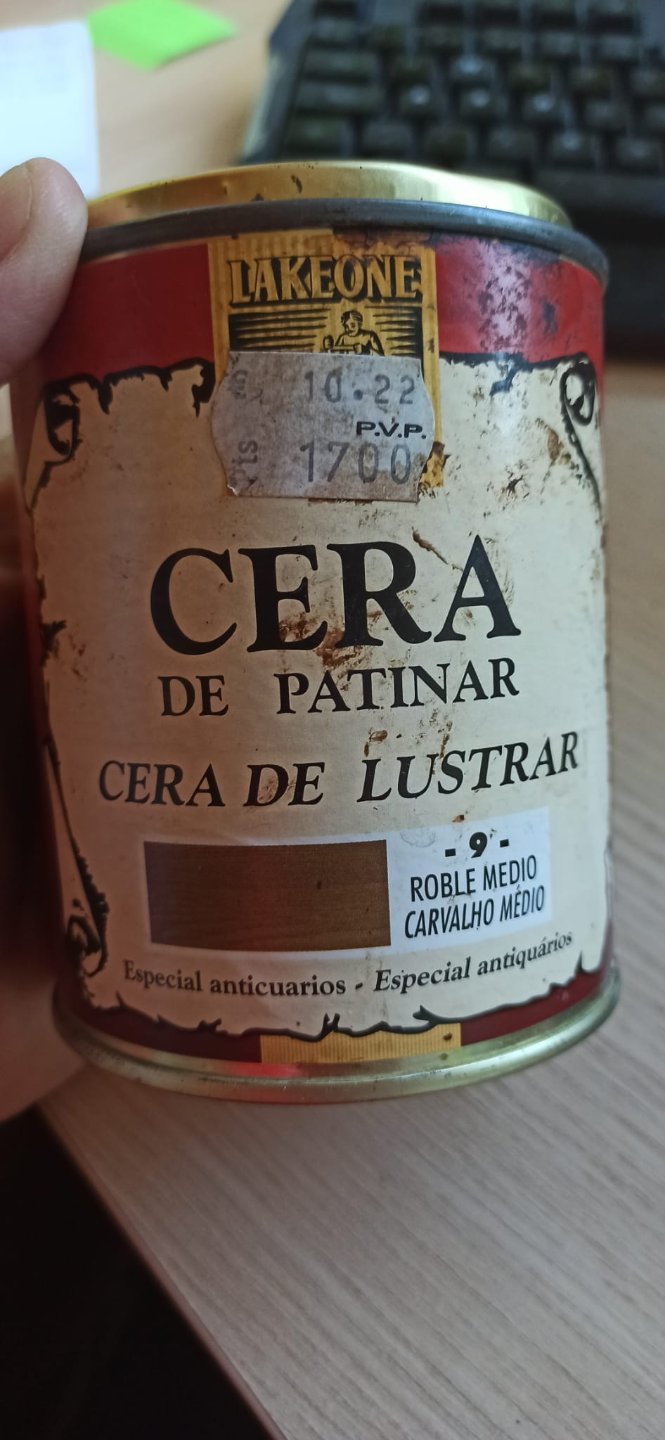 LAKEONE
10.22
P.V.P.
Pts 1700
CERA
DE PATINAR
CERA DE LUSTRAR
- 9 -
ROBLE MEDIO
CARVALHO MÉDIO
Especial anticuarios - Especial antiquários